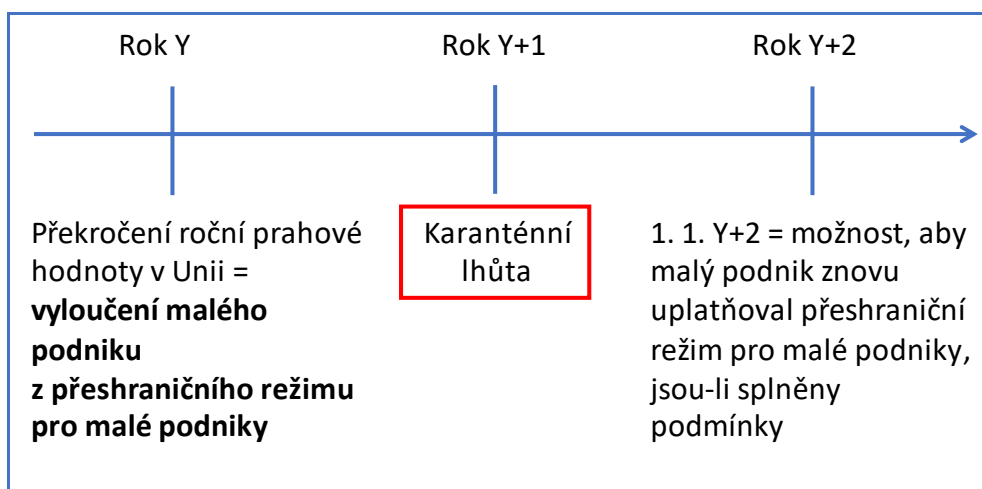 Rok Y
Rok Y+1
Rok Y+2
Překročení roční prahové
hodnoty v Unii =
vyloučení malého
podniku
z přeshraničního režimu
pro malé podniky
Karanténní
lhůta
1. 1. Y+2 = možnost, aby
malý podnik znovu
uplatňoval přeshraniční
režim pro malé podniky,
jsou-li splněny
podmínky